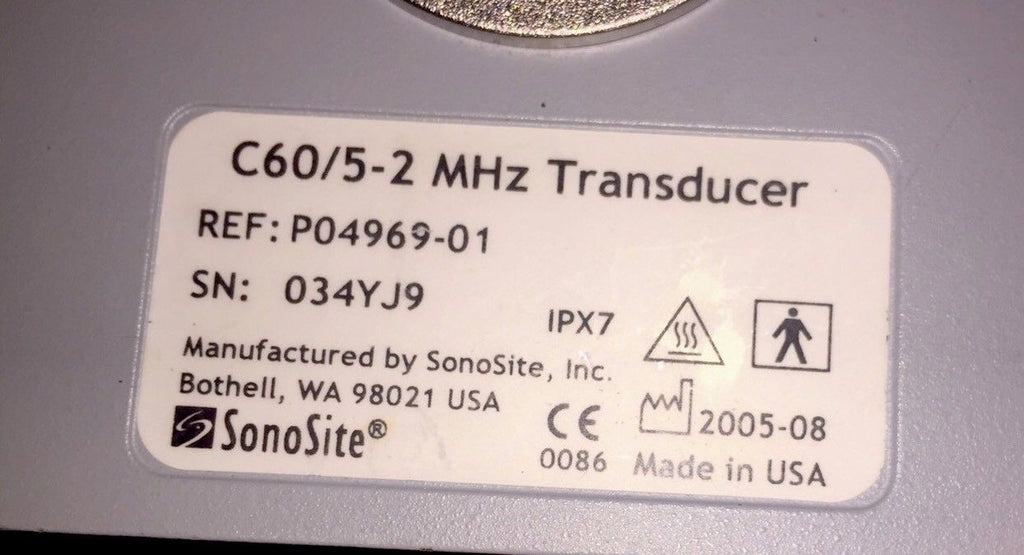 C60/5-2 MHz Transducer
REF: P04969-01
SN: 034YJ9
IPX7
Manufactured by SonoSite, Inc.
Bothell, WA 98021 USA
SonoSite®
CE
0086
2005-08
Made in USA